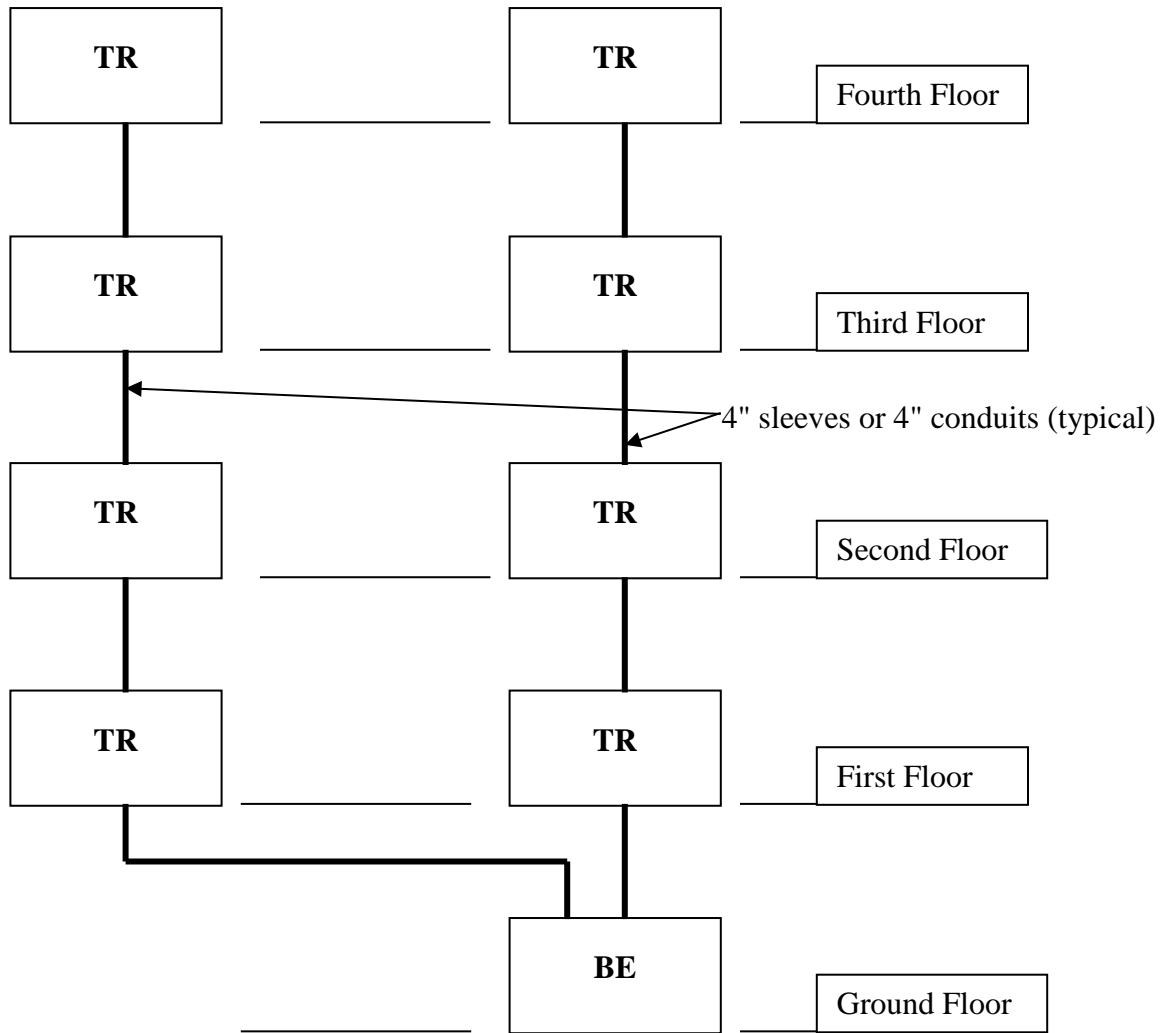 TR TR
Fourth Floor
TR TR
Third Floor
4" sleeves or 4" conduits (typical)
TR TR
Second Floor
TR TR
First Floor
BE
Ground Floor